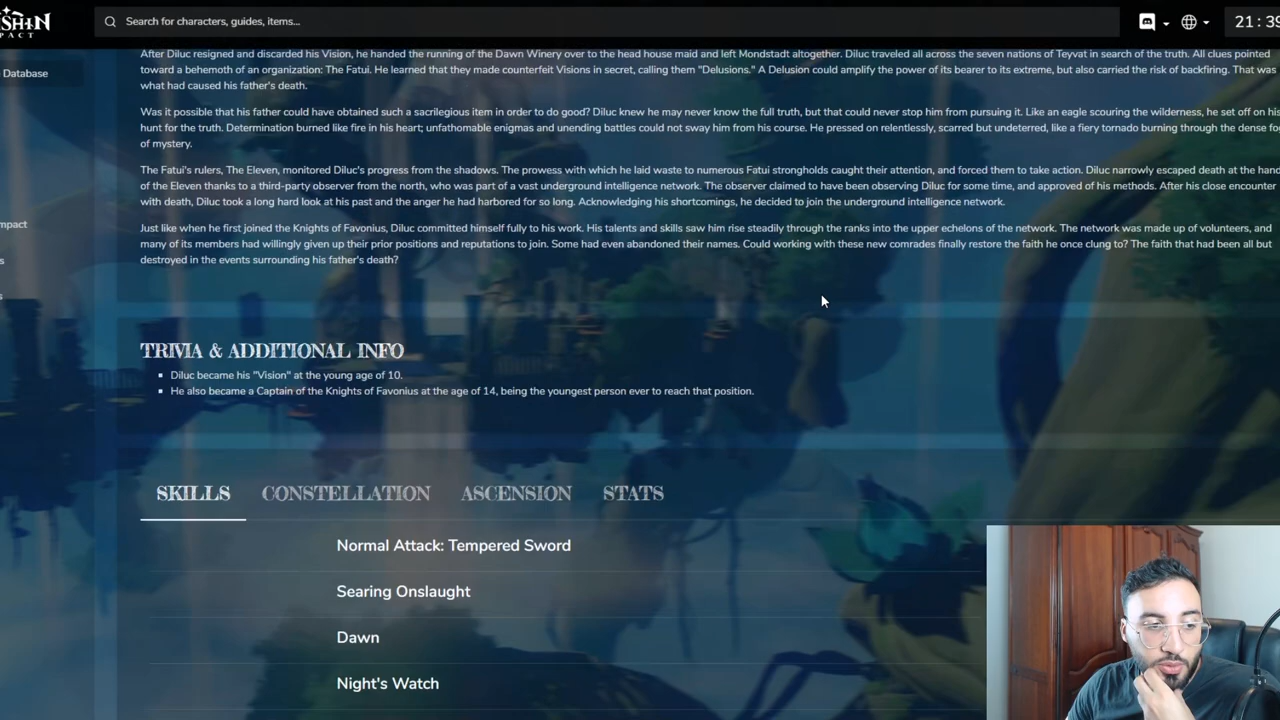 SHIN
PACT
Search for characters, guides, items...
21:39
Database
After Diluc resigned and discarded his Vision, he handed the running of the Dawn Winery over to the head house maid and left Mondstadt altogether. Diluc traveled all across the seven nations of Teyvat in search of the truth. All clues pointed
toward a behemoth of an organization: The Fatui. He learned that they made counterfeit Visions in secret, calling them "Delusions." A Delusion could amplify the power of its bearer to its extreme, but also carried the risk of backfiring. That was
what had caused his father's death.
Was it possible that his father could have obtained such a sacrilegious item in order to do good? Diluc knew he may never know the full truth, but that could never stop him from pursuing it. Like an eagle scouring the wilderness, he set off on his
hunt for the truth. Determination burned like fire in his heart; unfathomable enigmas and unending battles could not sway him from his course. He pressed on relentlessly, scarred but undeterred, like a fiery tornado burning through the dense fo
of mystery.
The Fatui's rulers, The Eleven, monitored Diluc's progress from the shadows. The prowess with which he laid waste to numerous Fatui strongholds caught their attention, and forced them to take action. Diluc narrowly escaped death at the hand
of the Eleven thanks to a third-party observer from the north, who was part of a vast underground intelligence network. The observer claimed to have been observing Diluc for some time, and approved of his methods. After his close encounter
with death, Diluc took a long hard look at his past and the anger he had harbored for so long. Acknowledging his shortcomings, he decided to join the underground intelligence network.
mpact
Just like when he first joined the Knights of Favonius, Diluc committed himself fully to his work. His talents and skills saw him rise steadily through the ranks into the upper echelons of the network. The network was made up of volunteers, and
many of its members had willingly given up their prior positions and reputations to join. Some had even abandoned their names. Could working with these new comrades finally restore the faith he once clung to? The faith that had been all but
destroyed in the events surrounding his father's death?
s
s
TRIVIA & ADDITIONAL INFO
Diluc became his "Vision" at the young age of 10.
He also became a Captain of the Knights of Favonius at the age of 14, being the youngest person ever to reach that position.
SKILLS CONSTELLATION ASCENSION STATS
Normal Attack: Tempered Sword
Searing Onslaught
Dawn
Night's Watch